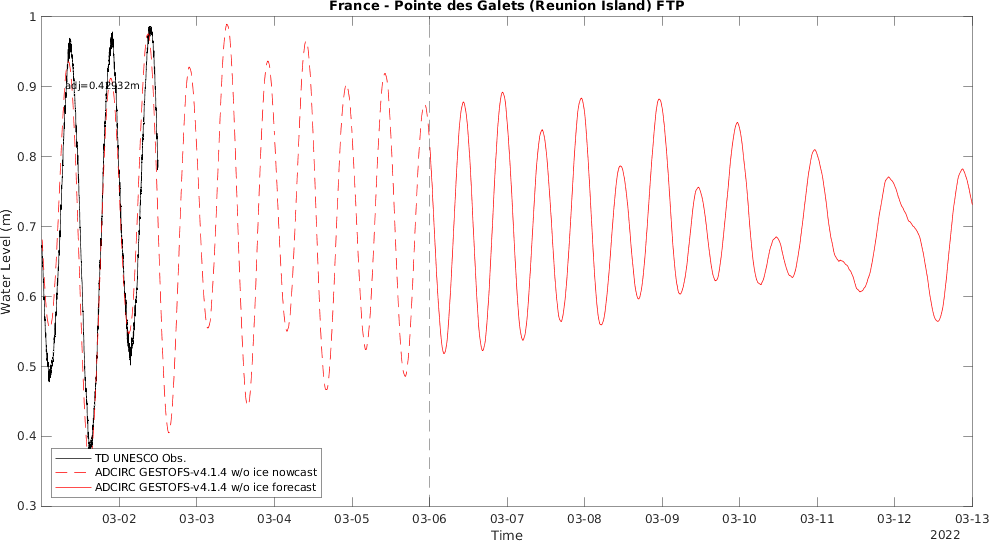 France - Pointe des Galets (Reunion Island) FTP
1
0.9
0.8
0.7
0.6
0.5
0.4
0.3
Water Level (m)
adj=0.42932m
TD UNESCO Obs.
ADCIRC GESTOFS-v4.1.4 w/o ice nowcast
ADCIRC GESTOFS-v4.1.4 w/o ice forecast
03-02 03-03 03-04 03-05 03-06 03-07 03-08 03-09 03-10 03-11 03-12 03-13
Time
2022